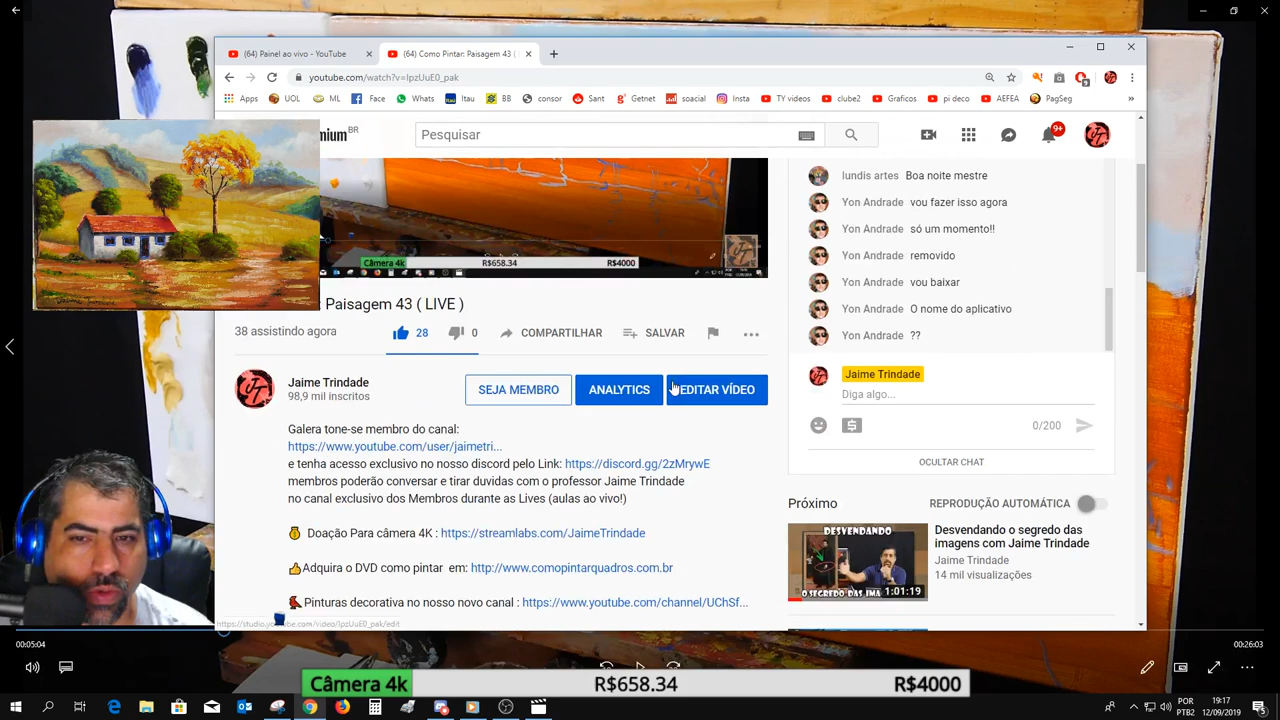 (64) Painel ao vivo - YouTube
(64) Como Pintar: Paisagem 43 (
youtube.com/watch?v=lpzUuE0_pak
Apps UOL ML Face Whats Itau BB consor Sant Getnet soacial Insta TY videos clube2 Graficos pi deco AEFEA PagSeg
mium BR
Pesquisar
9+
Câmera 4k R$658.34 R$4000
Paisagem 43 ( LIVE )
38 assistindo agora
28 0 COMPARTILHAR SALVAR
Jaime Trindade
98,9 mil inscritos
SEJA MEMBRO ANALYTICS EDITAR VÍDEO
Galera tone-se membro do canal:
https://www.youtube.com/user/jaimetri...
e tenha acesso exclusivo no nosso discord pelo Link: https://discord.gg/2zMrywE
membros poderão conversar e tirar duvidas com o professor Jaime Trindade
no canal exclusivo dos Membros durante as Lives (aulas ao vivo!)
Doação Para câmera 4K : https://streamlabs.com/JaimeTrindade
Adquira o DVD como pintar em: http://www.comopintarquadros.com.br
Pinturas decorativa no nosso novo canal : https://www.youtube.com/channel/UChSf...
https://studio.youtube.com/video/lpzUuE0_pak/edit
lundis artes Boa noite mestre
Yon Andrade vou fazer isso agora
Yon Andrade só um momento!!
Yon Andrade removido
Yon Andrade vou baixar
Yon Andrade O nome do aplicativo
Yon Andrade ??
Jaime Trindade
Diga algo...
0/200
OCULTAR CHAT
Próximo
REPRODUÇÃO AUTOMÁTICA
DESVENDANDO
O SEGREDO DAS IMA
1:01:19
Desvendando o segredo das
imagens com Jaime Trindade
Jaime Trindade
14 mil visualizações
00:05:04
00:26:03
Câmera 4k R$658.34 R$4000
POR
PTB2
19:17
12/09/2019